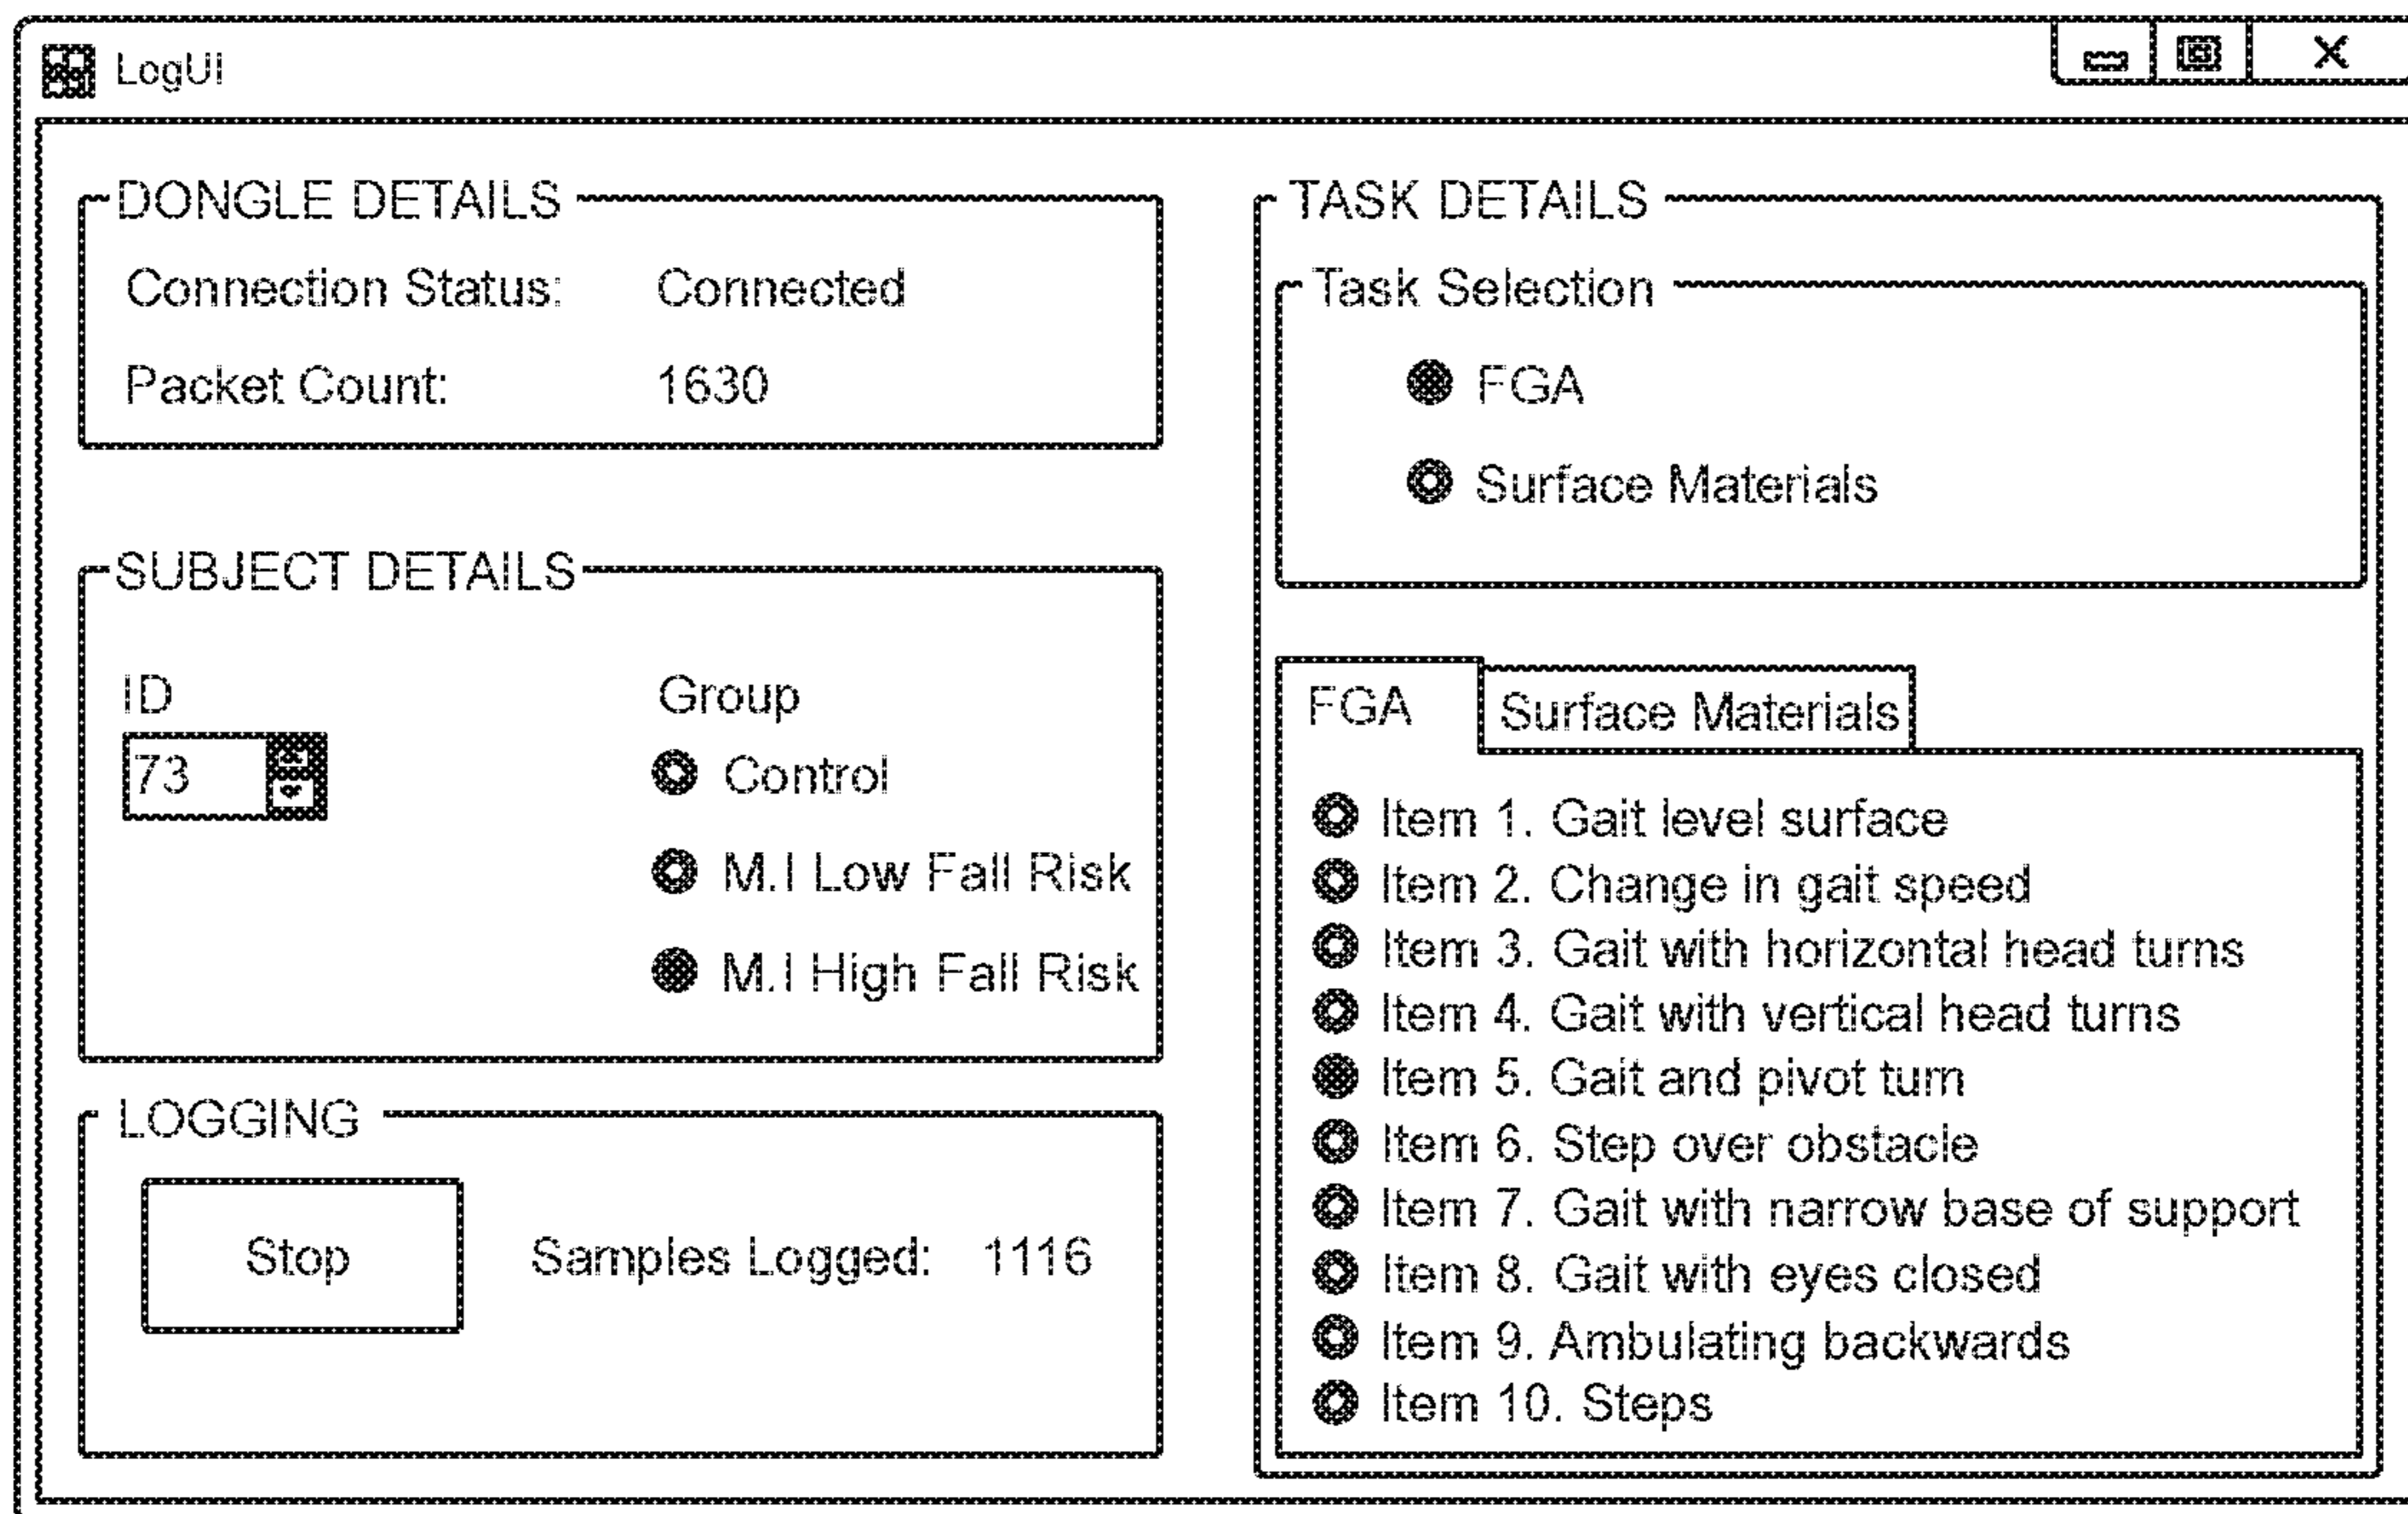 LogUI
DONGLE DETAILS
Connection Status: Connected
Packet Count: 1630
SUBJECT DETAILS
ID
73
Group
Control
M.I Low Fall Risk
M.I High Fall Risk
LOGGING
Stop
Samples Logged: 1116
TASK DETAILS
Task Selection
FGA
Surface Materials
FGA
Surface Materials
Item 1. Gait level surface
Item 2. Change in gait speed
Item 3. Gait with horizontal head turns
Item 4. Gait with vertical head turns
Item 5. Gait and pivot turn
Item 6. Step over obstacle
Item 7. Gait with narrow base of support
Item 8. Gait with eyes closed
Item 9. Ambulating backwards
Item 10. Steps